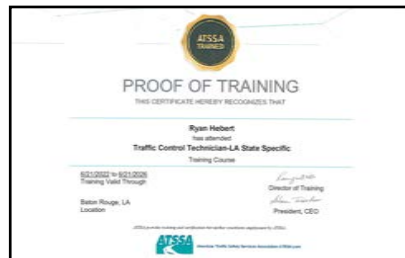 ATSSA
TRAINED
PROOF OF TRAINING
THIS CERTIFICATE HEREBY RECOGNIZES THAT
Ryan Hebert
has attended
Traffic Control Technician-LA State Specific
Training Course
6/21/2022 to 6/21/2026
Training Valid Through
Director of Training
Baton Rouge, LA
Location
President, CEO
ATSSA
American Traffic Safety Services Association